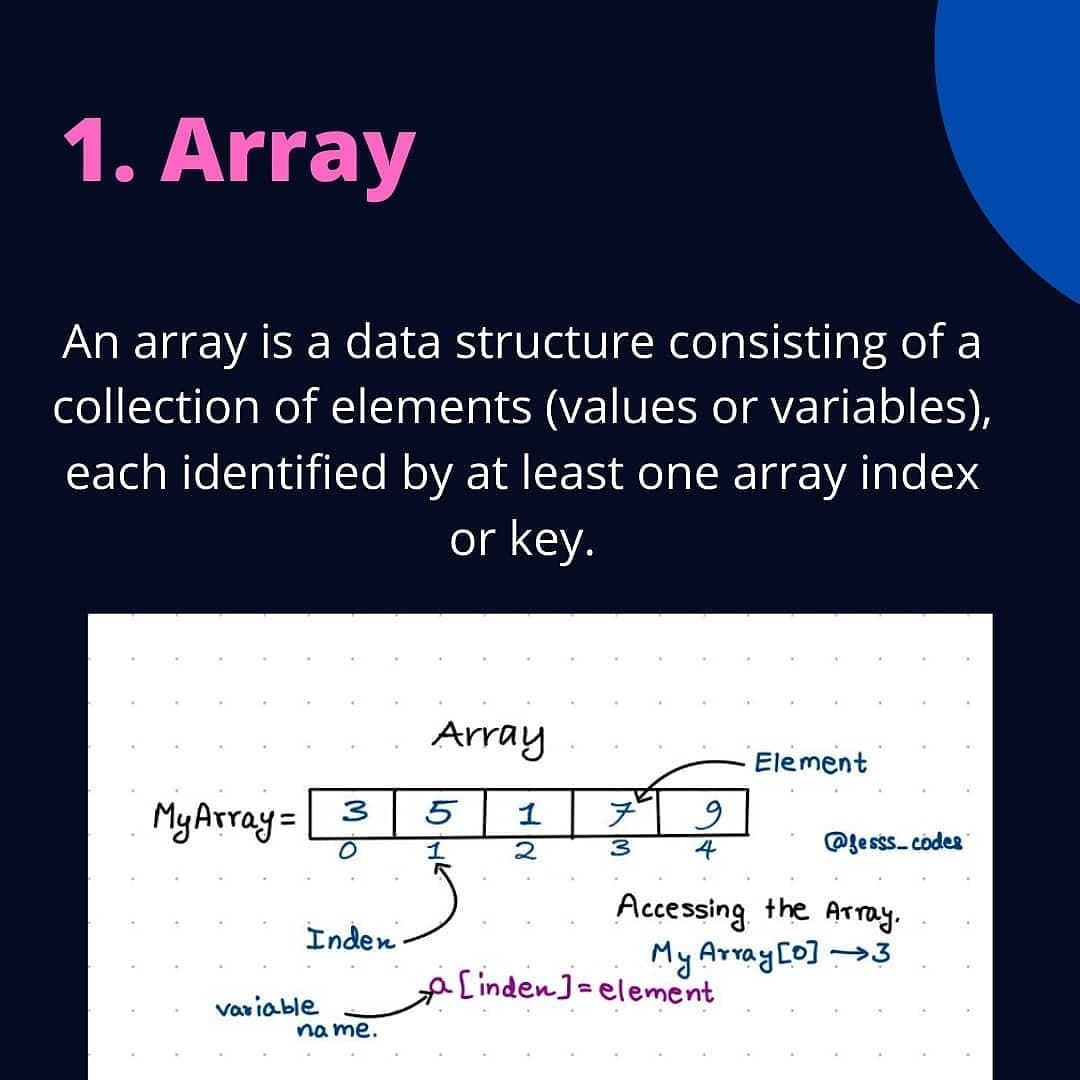 1. Array
An array is a data structure consisting of a
collection of elements (values or variables),
each identified by at least one array index
or key.
Array
Element
MyArray = 3 5 1 7 9
0 1 2 3 4
@jesss_codes
Accessing the Array.
Index
My Array[0] → 3
a [index] = element
variable
name.